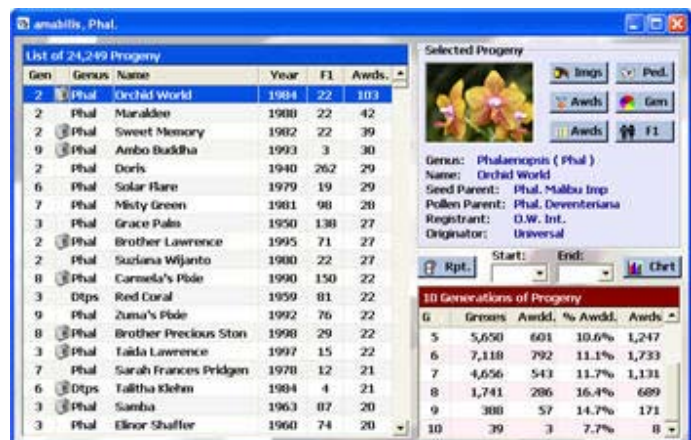 amabilis, Phal.
List of 24,249 Progeny
Gen Genus Name Year F1 Awds.
2 Phal Orchid World 1984 22 103
2 Phal Maraldee 1988 22 42
2 Phal Sweet Memory 1982 22 39
9 Phal Ambo Buddha 1993 3 30
2 Phal Doris 1940 262 29
6 Phal Solar Flare 1979 19 29
7 Phal Misty Green 1981 98 28
3 Phal Grace Palm 1950 138 27
2 Phal Brother Lawrence 1995 71 27
2 Phal Suziana Wijanto 1980 22 27
8 Phal Carmela's Pixie 1990 150 22
3 Dtps Red Coral 1959 81 22
9 Phal Zuma's Pixie 1992 76 22
8 Phal Brother Precious Ston 1998 29 22
3 Phal Taida Lawrence 1997 15 22
7 Phal Sarah Frances Pridgen 1978 12 21
6 Dtps Talitha Klehm 1984 4 21
3 Phal Samba 1963 87 20
3 Phal Elinor Shaffer 1960 74 20
Selected Progeny
Imgs Ped.
Awds Gen
Awds F1
Genus: Phalaenopsis ( Phal )
Name: Orchid World
Seed Parent: Phal. Malibu Imp
Pollen Parent: Phal. Deventeriana
Registrant: O.W. Int.
Originator: Universal
Rpt. Start: End: Chrt
10 Generations of Progeny
G Grexes Awdd. % Awdd. Awds
5 5,650 601 10.6% 1,247
6 7,118 792 11.1% 1,733
7 4,656 543 11.7% 1,131
8 1,741 286 16.4% 689
9 388 57 14.7% 171
10 39 3 7.7% 8